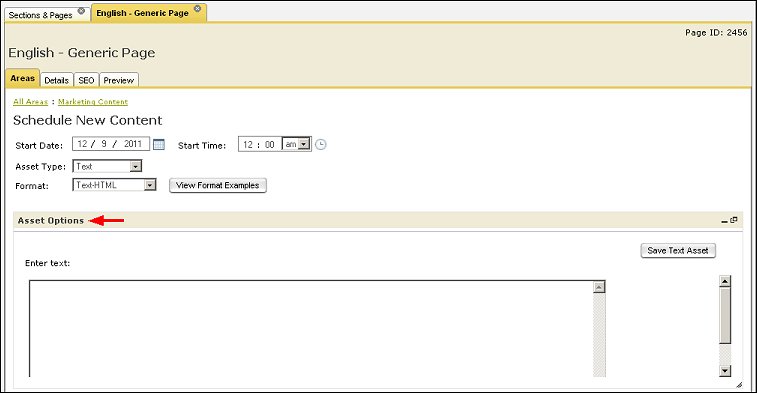 Sections & Pages English - Generic Page
Page ID: 2456
English - Generic Page
Areas Details SEO Preview
All Areas : Marketing Content
Schedule New Content
Start Date: 12 / 9 / 2011 Start Time: 12 : 00 am
Asset Type: Text
Format: Text-HTML View Format Examples
Asset Options
Save Text Asset
Enter text: